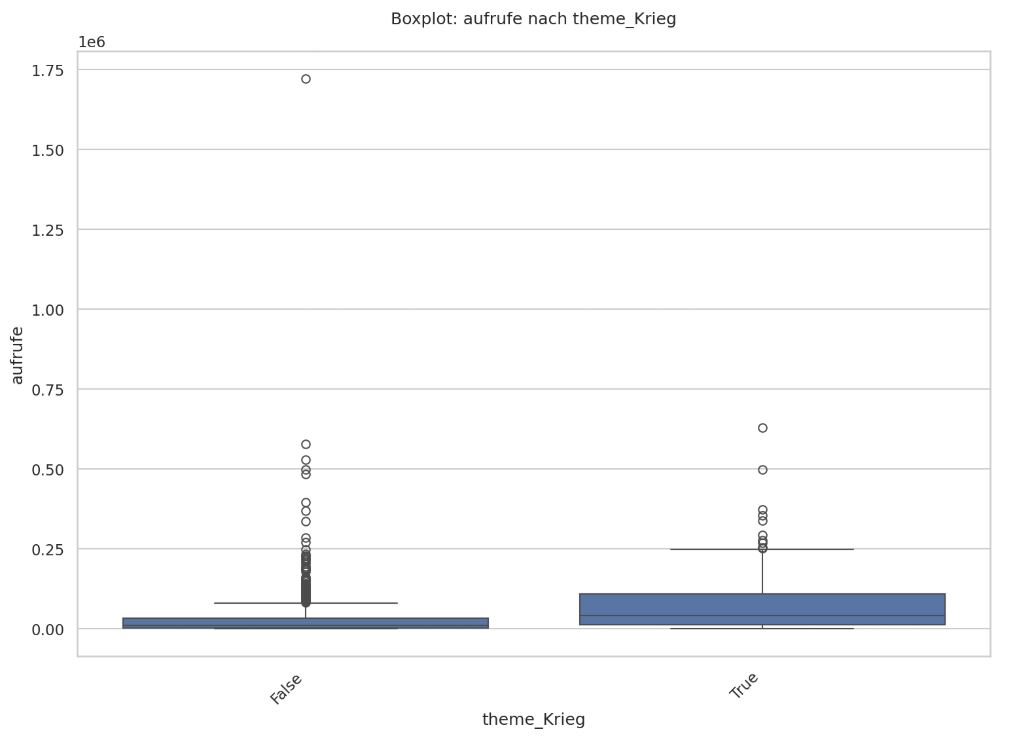 Boxplot: aufrufe nach theme_Krieg
1e6
1.75
1.50
1.25
1.00
0.75
0.50
0.25
0.00
aufrufe
False
True
theme_Krieg